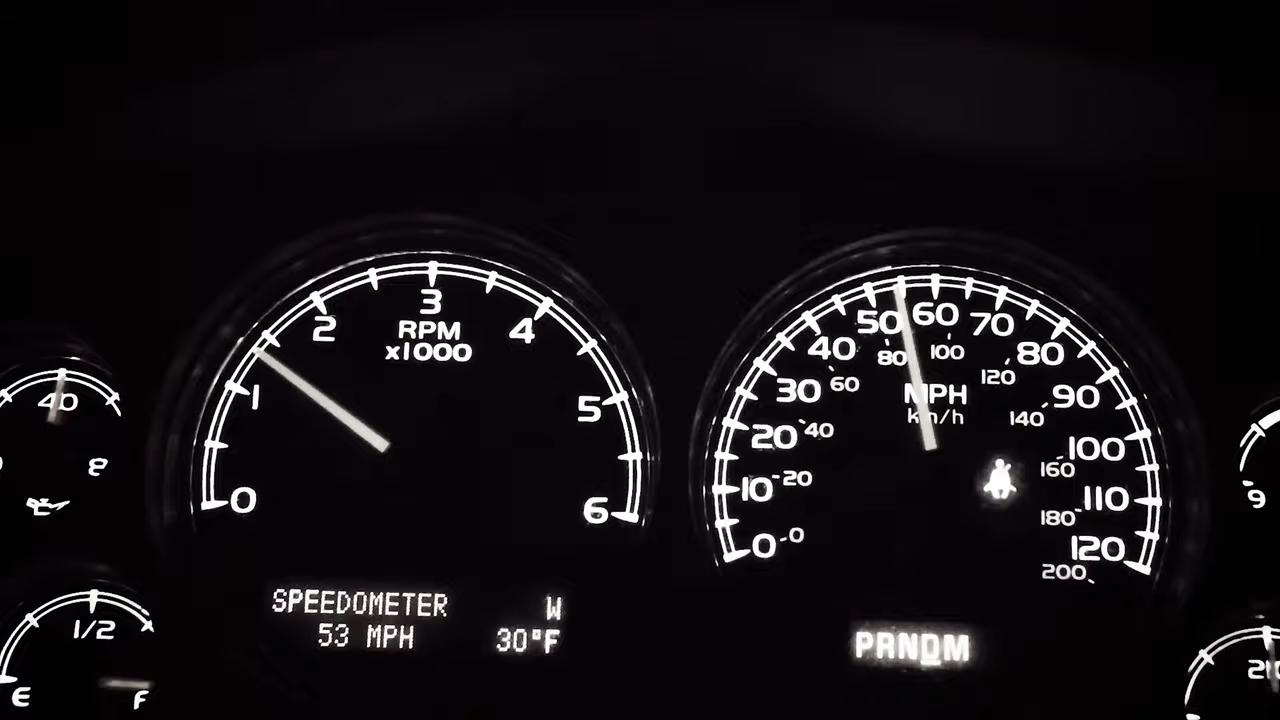 0 1 2 3 4 5 6
RPM
x1000
0 10 20 30 40 50 60 70 80 90 100 110 120
0 20 40 60 80 100 120 140 160 180 200
MPH
km/h
40
1/2
E F
SPEEDOMETER W
53 MPH 30°F
PRNDM
9